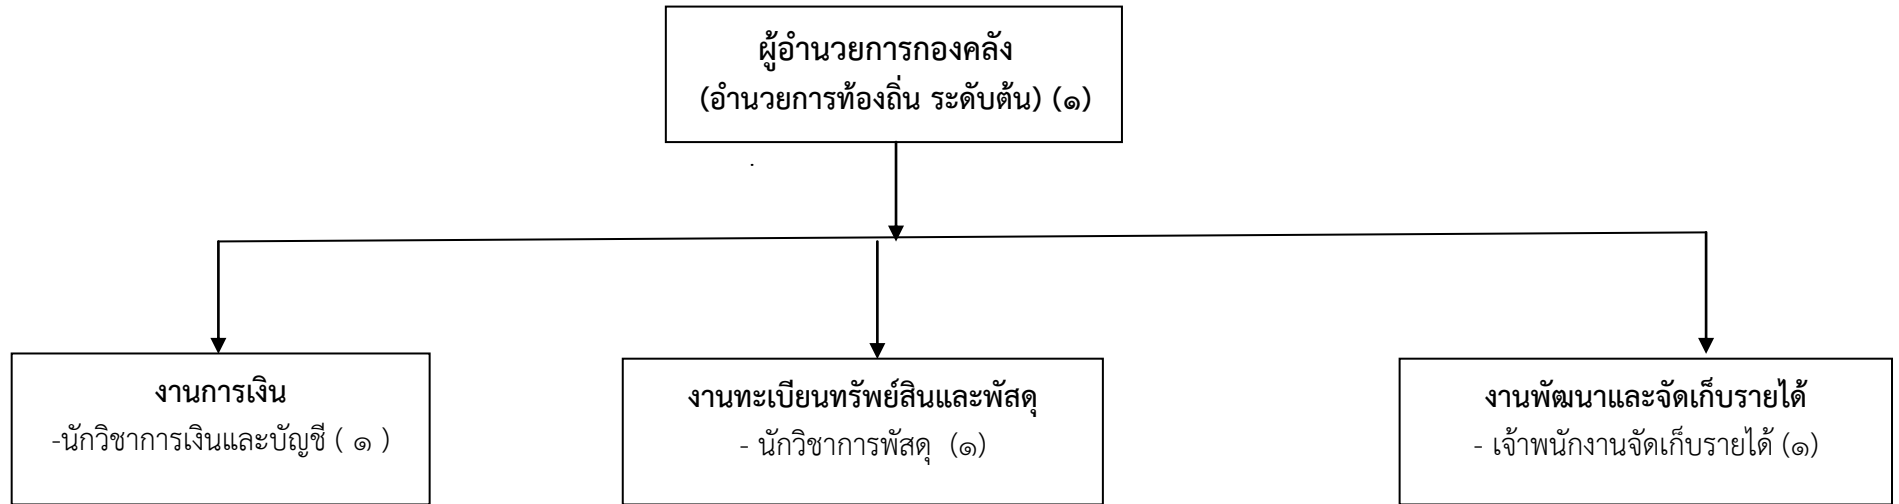 ผู้อำนวยการกองคลัง
(อำนวยการท้องถิ่น ระดับต้น) (๑)
งานการเงิน
-นักวิชาการเงินและบัญชี ( ๑ )
งานทะเบียนทรัพย์สินและพัสดุ
- นักวิชาการพัสดุ (๑)
งานพัฒนาและจัดเก็บรายได้
- เจ้าพนักงานจัดเก็บรายได้ (๑)